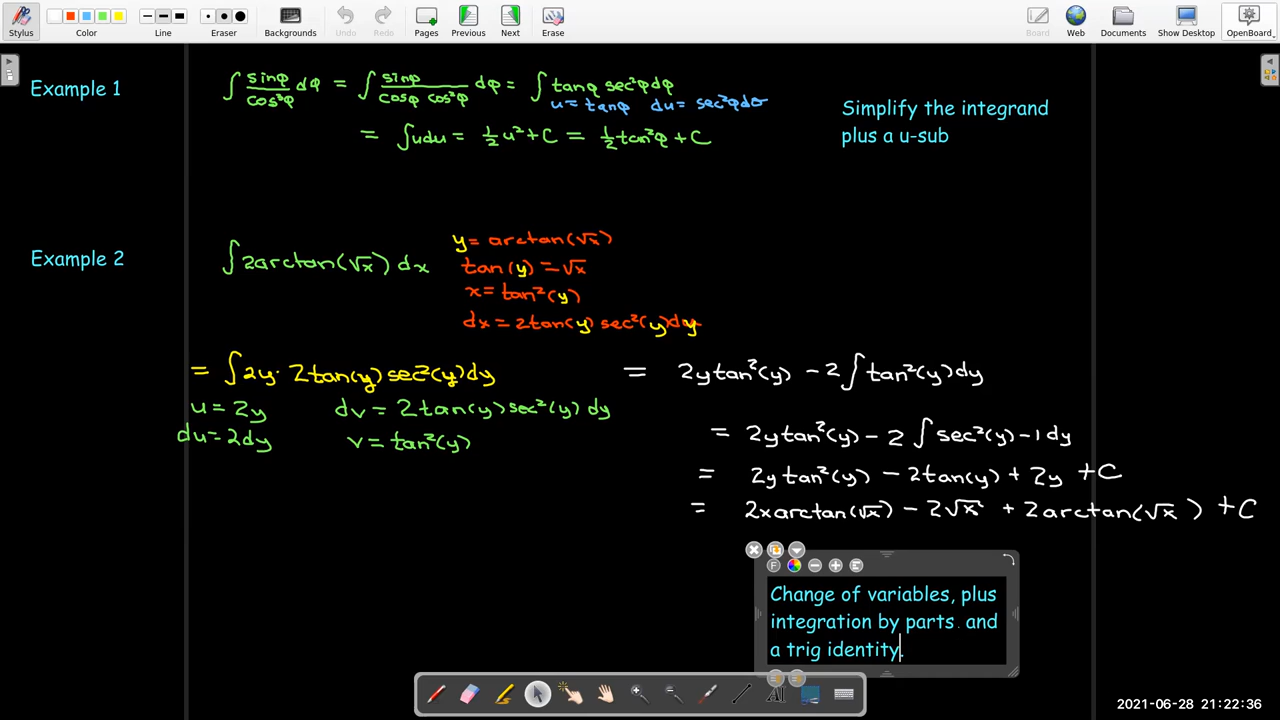 Stylus
Color
Line
Eraser
Backgrounds
Undo
Redo
Pages
Previous
Next
Erase
Board
Web
Documents
Show Desktop
OpenBoard
Example 1
∫ sinφ/cos³φ dφ = ∫ sinφ/(cosφ cos²φ) dφ = ∫ tanφ sec²φ dφ
u = tanφ du = sec²φ dσ
= ∫ u du = ½u² + C = ½tan²φ + C
Simplify the integrand
plus a u-sub
Example 2
∫ 2arctan(√x) dx
y = arctan(√x)
tan(y) = √x
x = tan²(y)
dx = 2tan(y) sec²(y)dy
= ∫ 2y · 2tan(y) sec²(y) dy
u = 2y dv = 2tan(y) sec²(y) dy
du = 2dy v = tan²(y)
= 2y tan²(y) − 2 ∫ tan²(y) dy
= 2y tan²(y) − 2 ∫ sec²(y) − 1 dy
= 2y tan²(y) − 2tan(y) + 2y + C
= 2x arctan(√x) − 2√x + 2arctan(√x) + C
F
Change of variables, plus
integration by parts. and
a trig identity.
AI
2021-06-28 21:22:36